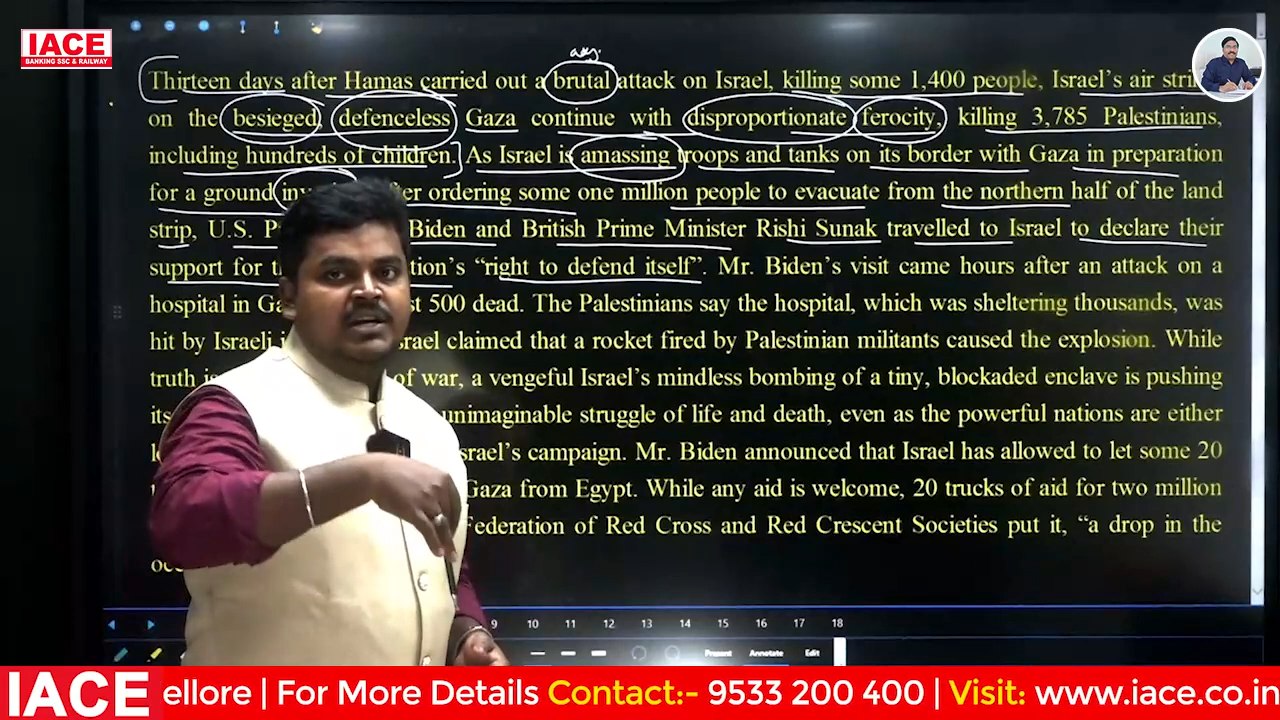 IACE
BANKING SSC & RAILWAY
adj.
Thirteen days after Hamas carried out a brutal attack on Israel, killing some 1,400 people, Israel's air
on the besieged, defenceless Gaza continue with disproportionate ferocity, killing 3,785 Palestinians,
including hundreds of children. As Israel is amassing troops and tanks on its border with Gaza in preparation
for a ground ordering some one million people to evacuate from the northern half of the land
strip, U.S. Biden and British Prime Minister Rishi Sunak travelled to Israel to declare their
support for "right to defend itself". Mr. Biden's visit came hours after an attack on a
hospital in 500 dead. The Palestinians say the hospital, which was sheltering thousands, was
hit by Israeli claimed that a rocket fired by Palestinian militants caused the explosion. While
truth of war, a vengeful Israel's mindless bombing of a tiny, blockaded enclave is pushing
its unimaginable struggle of life and death, even as the powerful nations are either
campaign. Mr. Biden announced that Israel has allowed to let some 20
Gaza from Egypt. While any aid is welcome, 20 trucks of aid for two million
Federation of Red Cross and Red Crescent Societies put it, "a drop in the
9 10 11 12 13 14 15 16 17 18
Present Annotate Edit
IACE ellore | For More Details Contact:- 9533 200 400 | Visit: www.iace.co.in